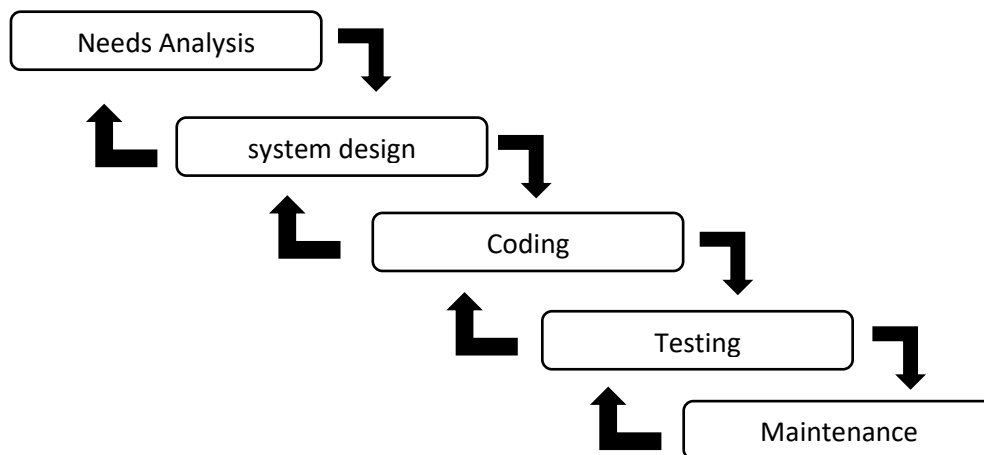 Needs Analysis
system design
Coding
Testing
Maintenance